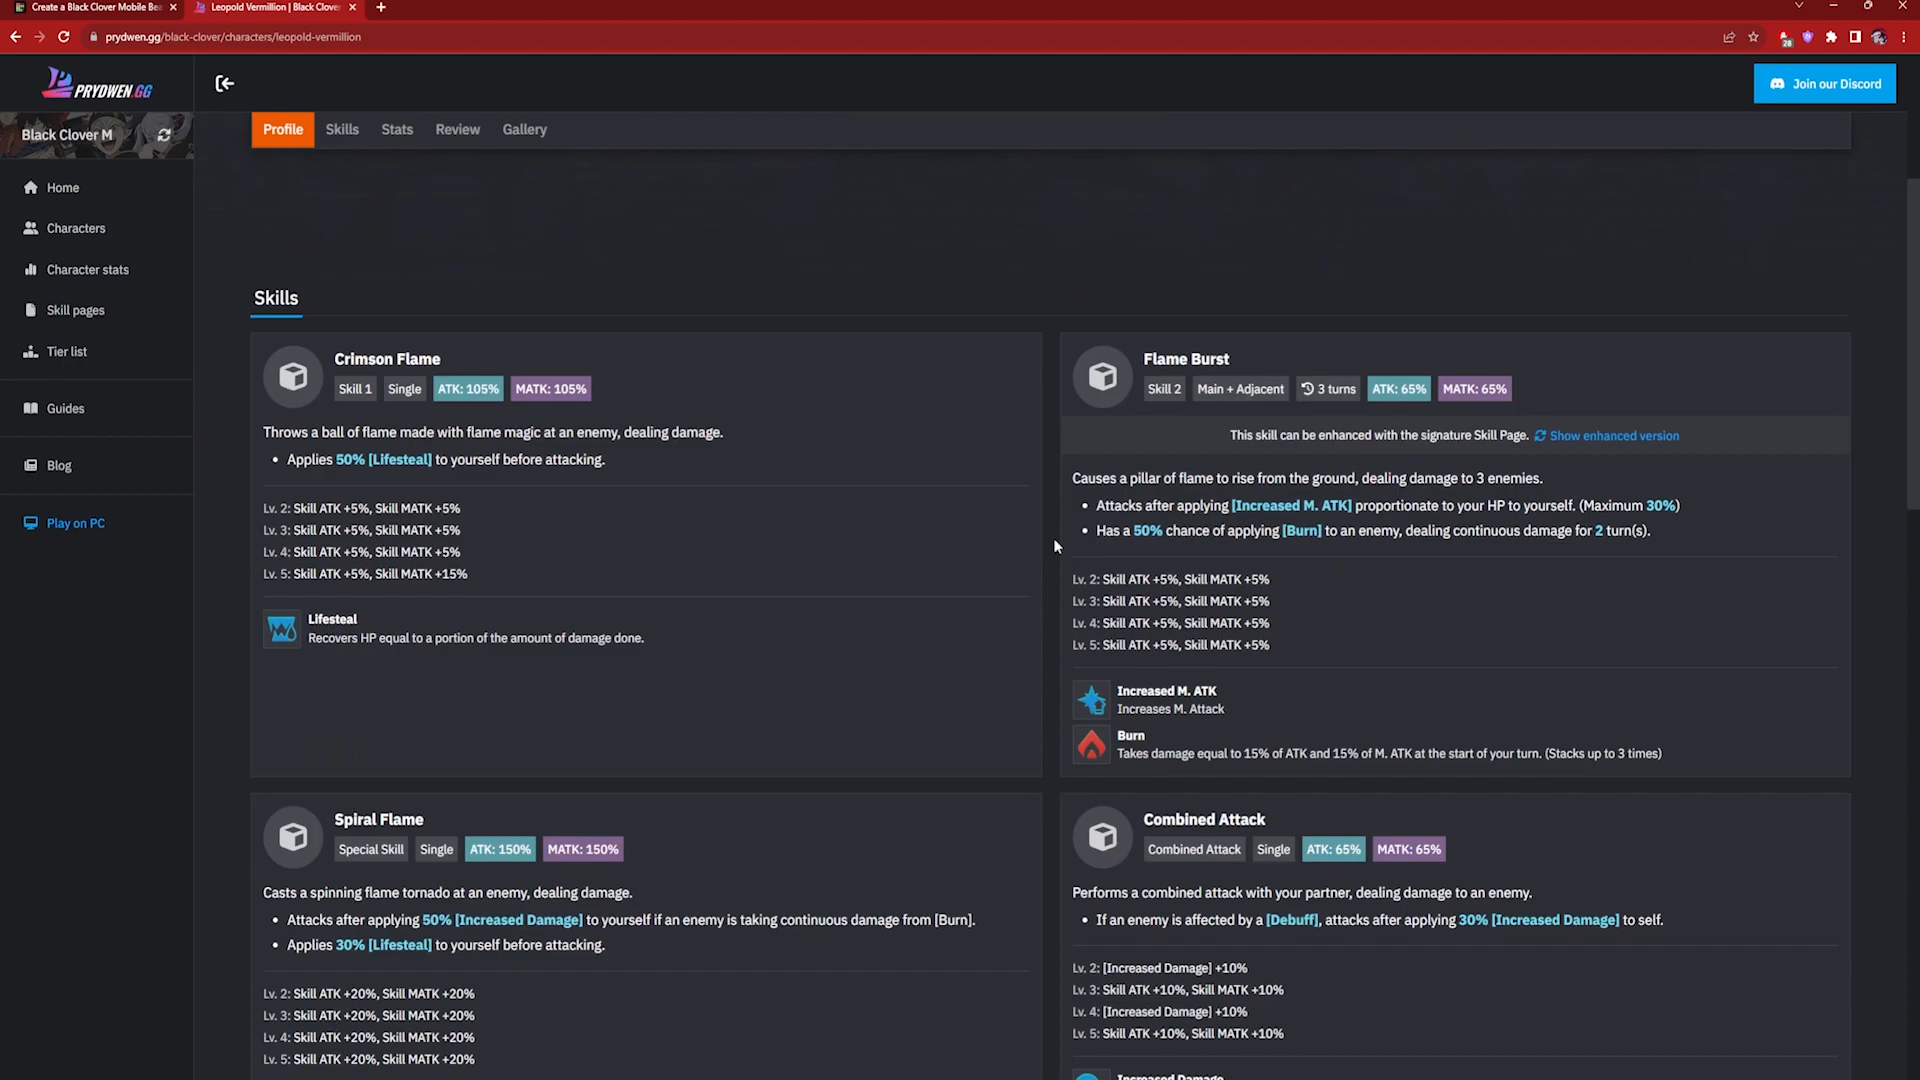 Create a Black Clover Mobile Be
Leopold Vermillion | Black Clover
prydwen.gg/black-clover/characters/leopold-vermillion
28
PRYDWEN.GG
Join our Discord
Black Clover M
Profile
Skills
Stats
Review
Gallery
Home
Characters
Character stats
Skill pages
Tier list
Guides
Blog
Play on PC
Skills
Crimson Flame
Skill 1
Single
ATK: 105%
MATK: 105%
Throws a ball of flame made with flame magic at an enemy, dealing damage.
• Applies 50% [Lifesteal] to yourself before attacking.
Lv. 2: Skill ATK +5%, Skill MATK +5%
Lv. 3: Skill ATK +5%, Skill MATK +5%
Lv. 4: Skill ATK +5%, Skill MATK +5%
Lv. 5: Skill ATK +5%, Skill MATK +15%
Lifesteal
Recovers HP equal to a portion of the amount of damage done.
Flame Burst
Skill 2
Main + Adjacent
3 turns
ATK: 65%
MATK: 65%
This skill can be enhanced with the signature Skill Page. Show enhanced version
Causes a pillar of flame to rise from the ground, dealing damage to 3 enemies.
• Attacks after applying [Increased M. ATK] proportionate to your HP to yourself. (Maximum 30%)
• Has a 50% chance of applying [Burn] to an enemy, dealing continuous damage for 2 turn(s).
Lv. 2: Skill ATK +5%, Skill MATK +5%
Lv. 3: Skill ATK +5%, Skill MATK +5%
Lv. 4: Skill ATK +5%, Skill MATK +5%
Lv. 5: Skill ATK +5%, Skill MATK +5%
Increased M. ATK
Increases M. Attack
Burn
Takes damage equal to 15% of ATK and 15% of M. ATK at the start of your turn. (Stacks up to 3 times)
Spiral Flame
Special Skill
Single
ATK: 150%
MATK: 150%
Casts a spinning flame tornado at an enemy, dealing damage.
• Attacks after applying 50% [Increased Damage] to yourself if an enemy is taking continuous damage from [Burn].
• Applies 30% [Lifesteal] to yourself before attacking.
Lv. 2: Skill ATK +20%, Skill MATK +20%
Lv. 3: Skill ATK +20%, Skill MATK +20%
Lv. 4: Skill ATK +20%, Skill MATK +20%
Lv. 5: Skill ATK +20%, Skill MATK +20%
Combined Attack
Combined Attack
Single
ATK: 65%
MATK: 65%
Performs a combined attack with your partner, dealing damage to an enemy.
• If an enemy is affected by a [Debuff], attacks after applying 30% [Increased Damage] to self.
Lv. 2: [Increased Damage] +10%
Lv. 3: Skill ATK +10%, Skill MATK +10%
Lv. 4: [Increased Damage] +10%
Lv. 5: Skill ATK +10%, Skill MATK +10%
Increased Damage